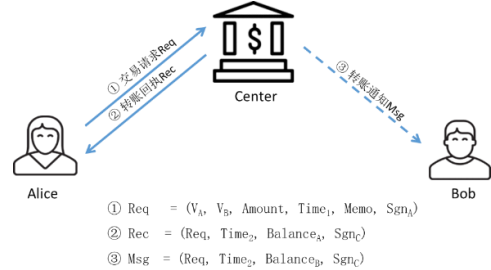 $
① 交易请求Req
② 转账回执Rec
③ 转账通知Msg
Center
Alice
Bob
① Req = (V_A, V_B, Amount, Time_1, Memo, Sgn_A)
② Rec = (Req, Time_2, Balance_A, Sgn_C)
③ Msg = (Req, Time_2, Balance_B, Sgn_C)